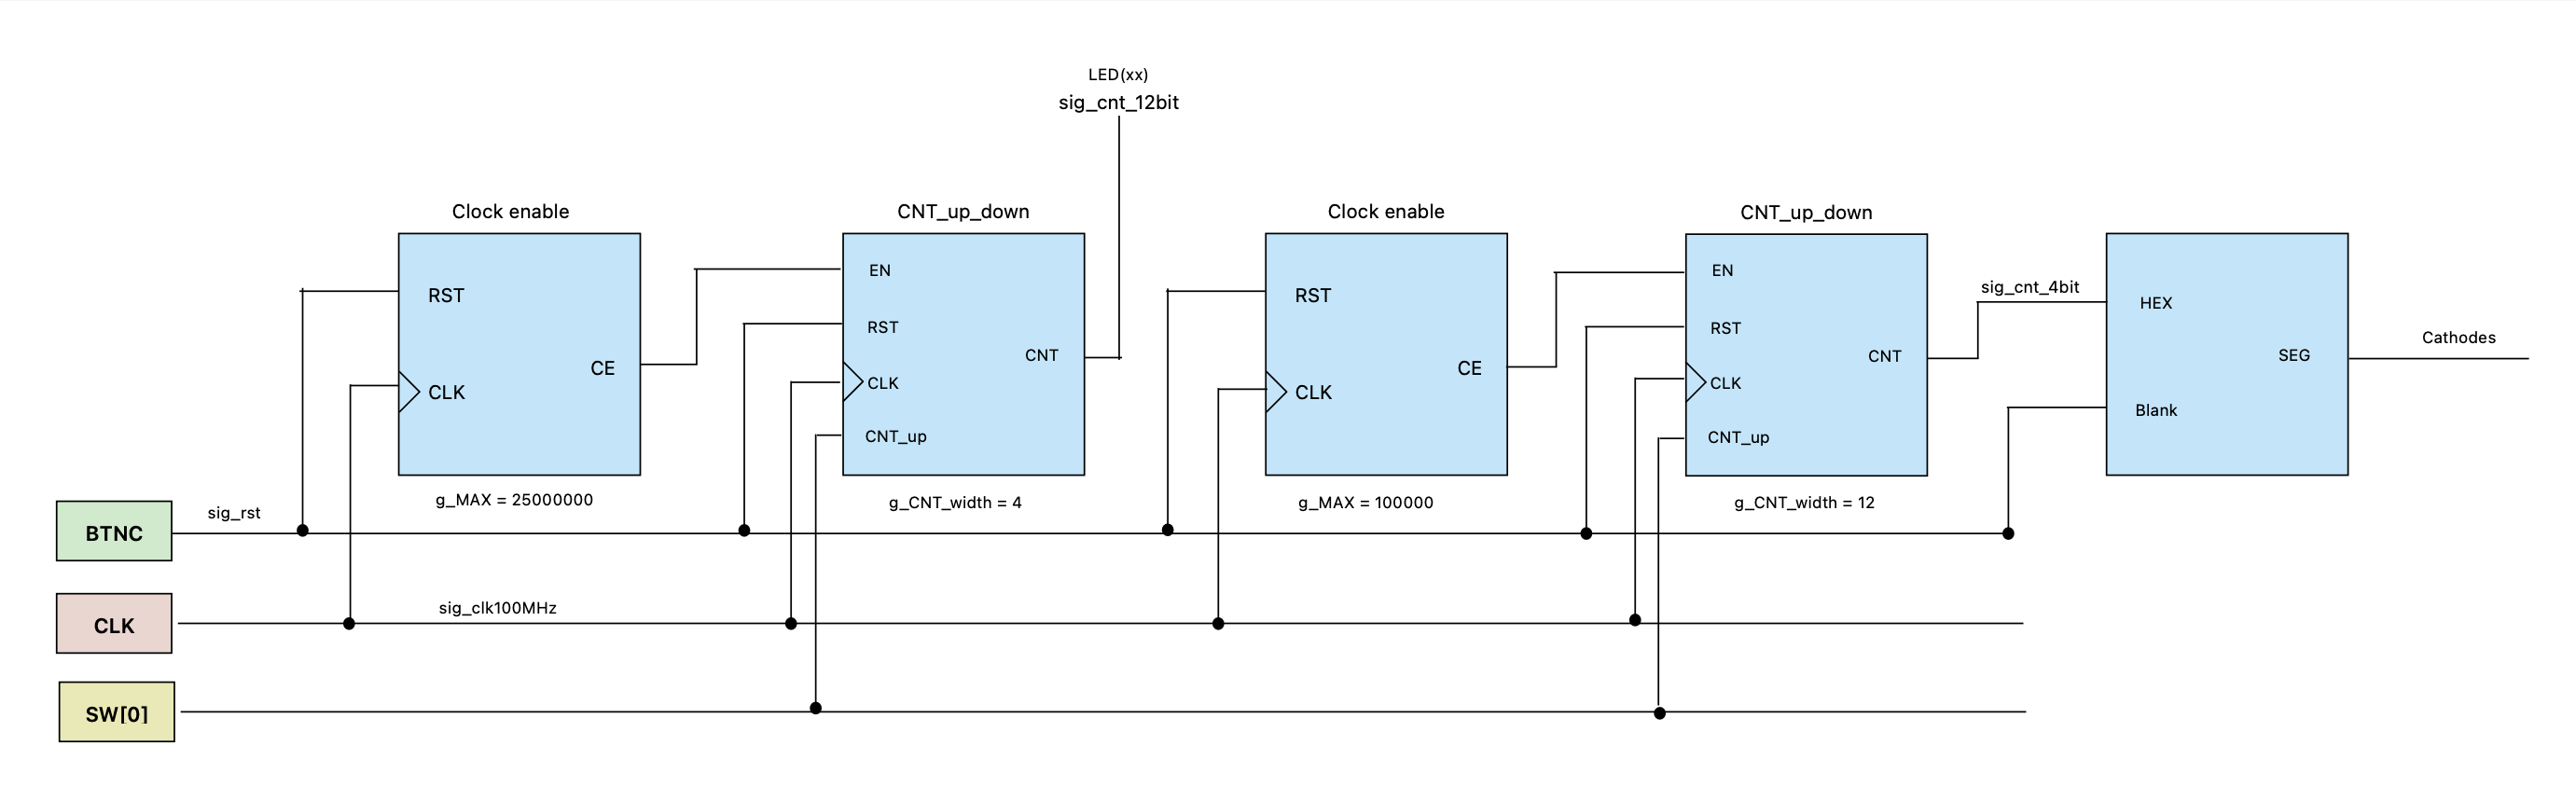 LED(xx)
sig_cnt_12bit
Clock enable
CNT_up_down
Clock enable
CNT_up_down
RST
CE
CLK
g_MAX = 25000000
EN
RST
CNT
CLK
CNT_up
g_CNT_width = 4
RST
CE
CLK
g_MAX = 100000
EN
RST
CNT
CLK
CNT_up
g_CNT_width = 12
sig_cnt_4bit
HEX
SEG
Blank
Cathodes
BTNC
sig_rst
CLK
sig_clk100MHz
SW[0]